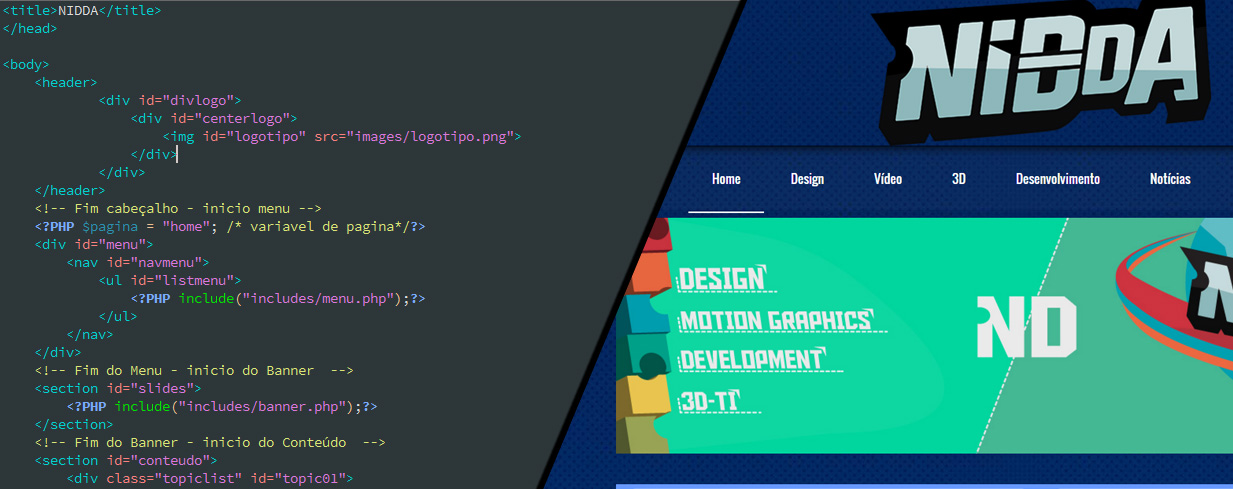 <title>NIDDA</title>
</head>
<body>
<header>
<div id="divlogo">
<div id="centerlogo">
<img id="logotipo" src="images/logotipo.png">
</div>
</div>
</header>
<!-- Fim cabeçalho - inicio menu -->
<?PHP $pagina = "home"; /* variavel de pagina*/?>
<div id="menu">
<nav id="navmenu">
<ul id="listmenu">
<?PHP include("includes/menu.php");?>
</ul>
</nav>
</div>
<!-- Fim do Menu - inicio do Banner  -->
<section id="slides">
<?PHP include("includes/banner.php");?>
</section>
<!-- Fim do Banner - inicio do Conteúdo  -->
<section id="conteudo">
<div class="topiclist" id="topic01">
NiDDA
Home Design Vídeo 3D Desenvolvimento Notícias
DESIGN
MOTION GRAPHICS
DEVELOPMENT
3D-TI
ND